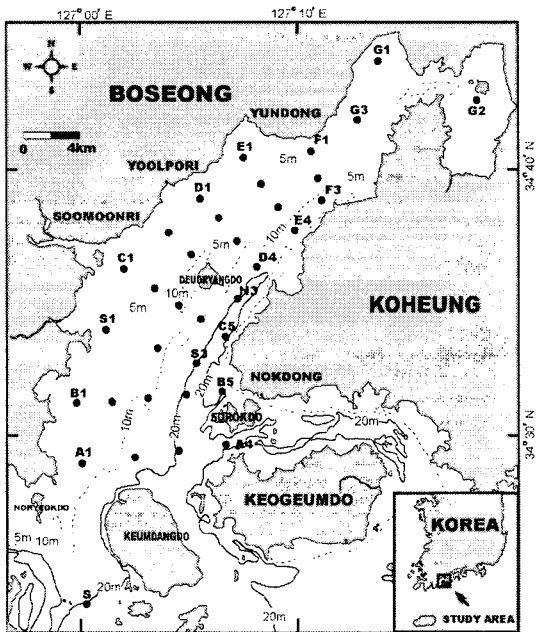 127°00'
127°10'
N
W E
S
G1
BOSEONG
G2
YUNDONG
G3
0 4km
E1
F1
5m
YOOLPORI
34°40'N
5m
D1
F3
SOOMOONRI
10m
E4
5m
C1
D4
DEUDKYANGDO
10m
N3
5m
KOHEUNG
S1
C5
S3
NOKDONG
20m
B5
B1
SOROKDO
20m
10m
20m
34°30'N
A1
A4
KEOGEUMDO
KOREA
KEUMDANGDO
5m
10m
20m
S
20m
STUDY AREA